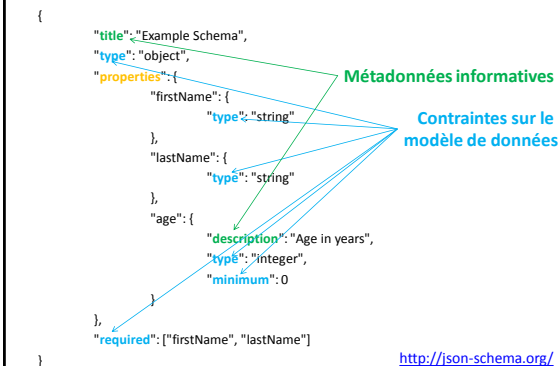 {
"title": "Example Schema",
"type": "object",
"properties": {
"firstName": {
"type": "string"
},
"lastName": {
"type": "string"
},
"age": {
"description": "Age in years",
"type": "integer",
"minimum": 0
}
},
"required": ["firstName", "lastName"]
}
Métadonnées informatives
Contraintes sur le
modèle de données
http://json-schema.org/